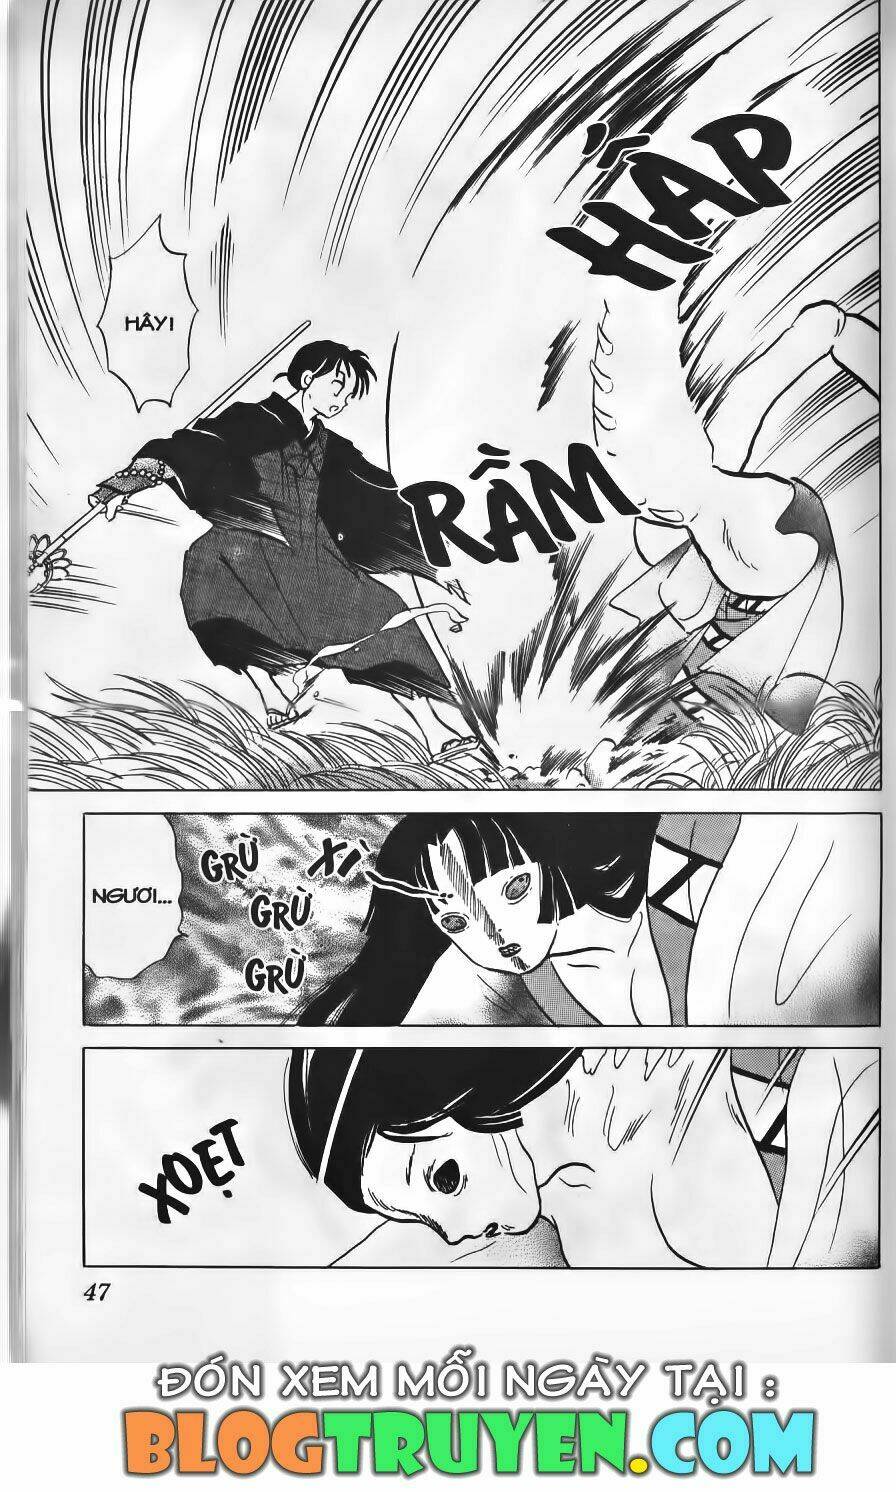 HẤP
HÂY!
RẦM
GRỪ
XÌ
NGƯƠI...
GRỪ
GRỪ
XOẸT
47
ĐÓN XEM MỖI NGÀY TẠI :
BLOGTRUYEN.COM